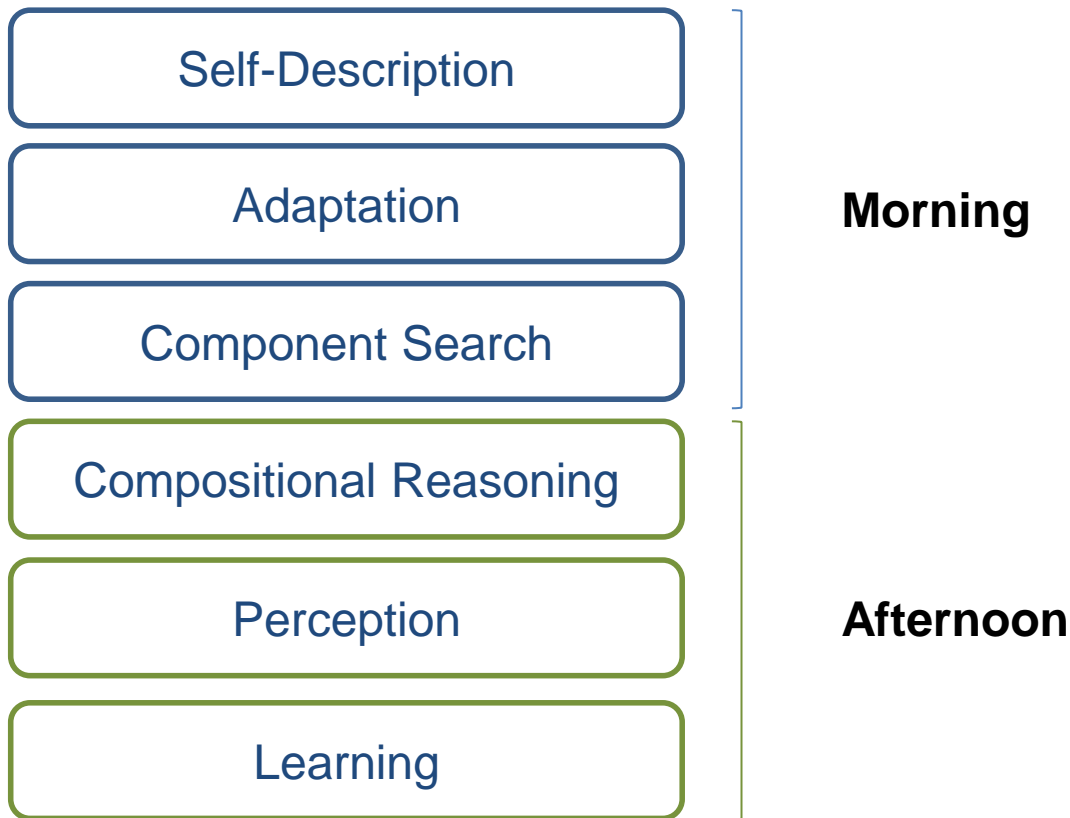 Self-Description
Adaptation
Morning
Component Search
Compositional Reasoning
Perception
Afternoon
Learning